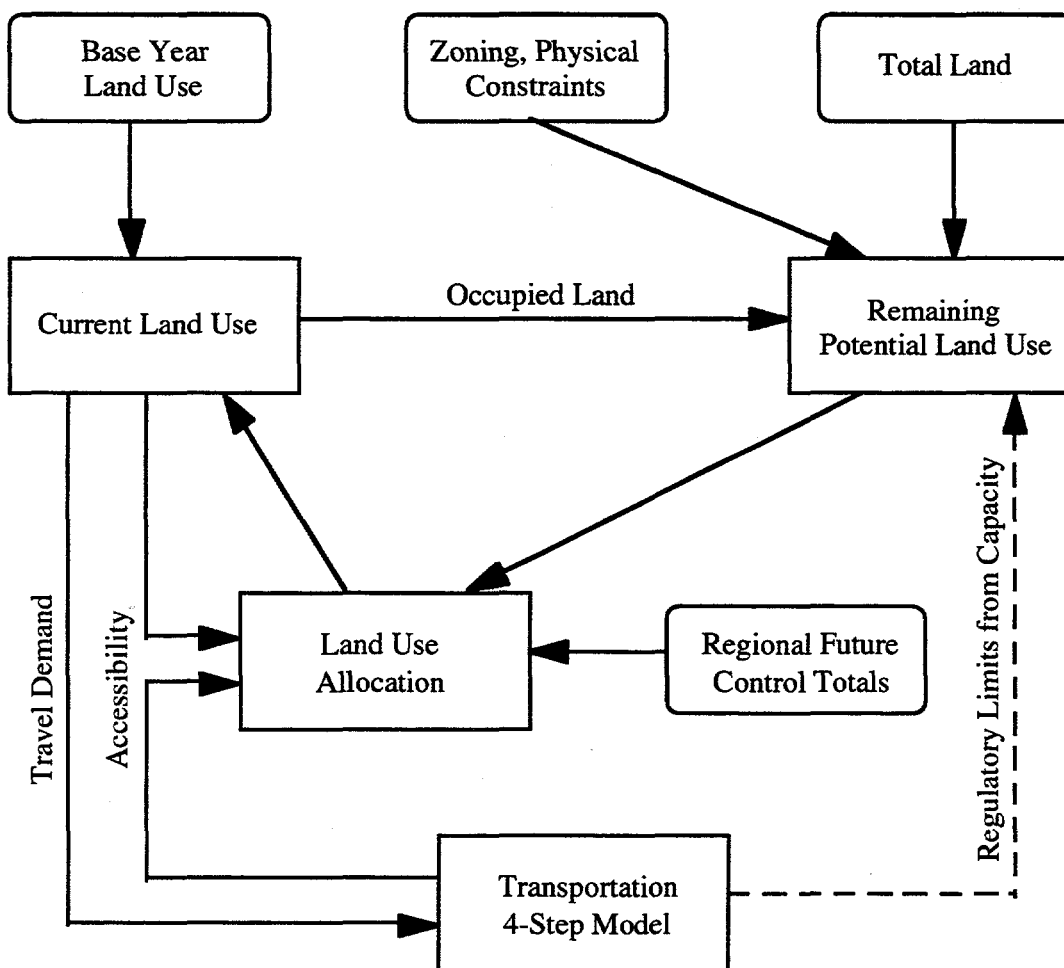 Base Year
Land Use
Zoning, Physical
Constraints
Total Land
Current Land Use
Occupied Land
Remaining
Potential Land Use
Travel Demand
Accessibility
Land Use
Allocation
Regional Future
Control Totals
Regulatory Limits from Capacity
Transportation
4-Step Model